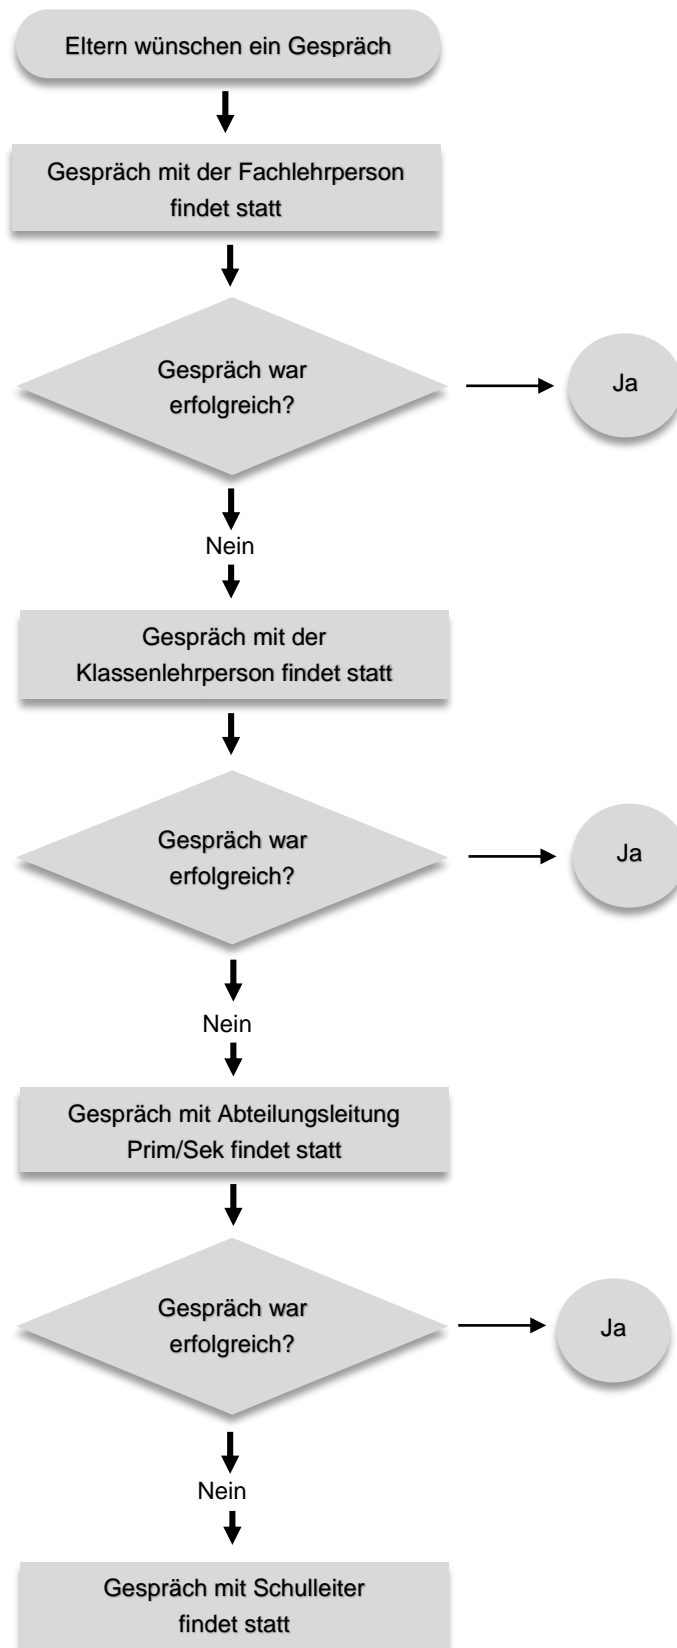 Eltern wünschen ein Gespräch
Gespräch mit der Fachlehrperson
findet statt
Gespräch war
erfolgreich?
Ja
Nein
Gespräch mit der
Klassenlehrperson findet statt
Gespräch war
erfolgreich?
Ja
Nein
Gespräch mit Abteilungsleitung
Prim/Sek findet statt
Gespräch war
erfolgreich?
Ja
Nein
Gespräch mit Schulleiter
findet statt